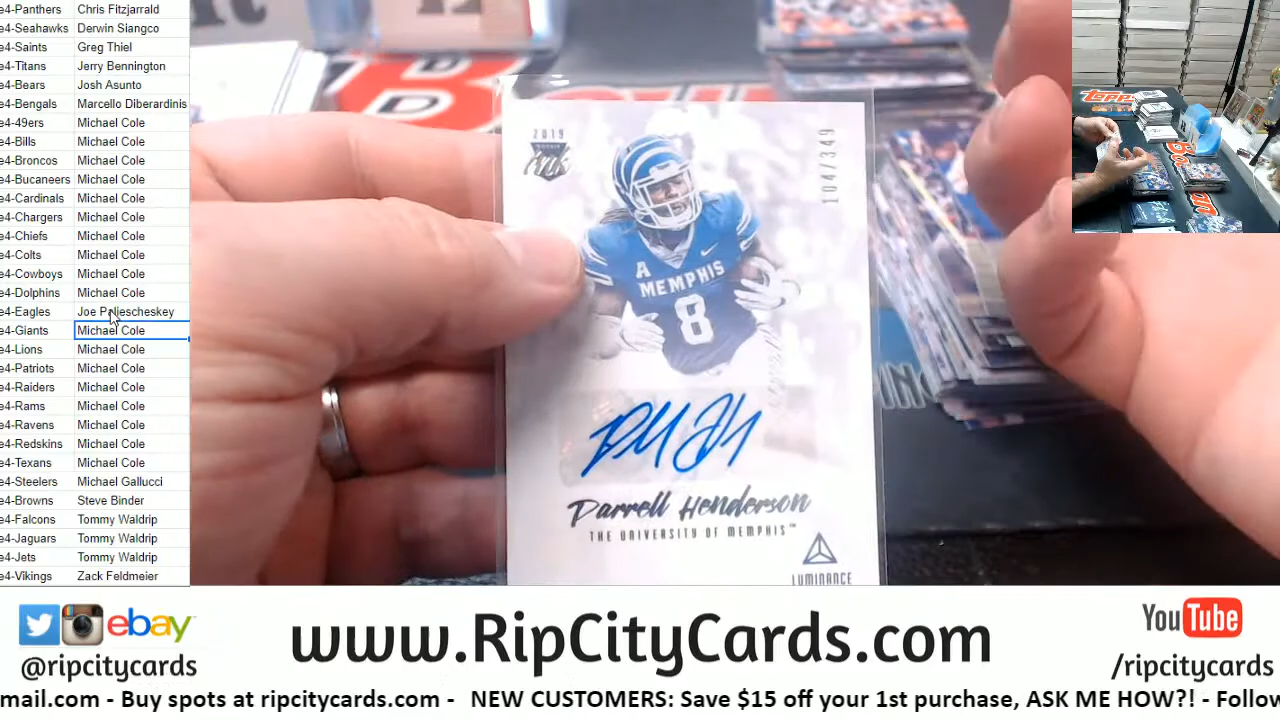 e4-Panthers Chris Fitzjarrald
e4-Seahawks Derwin Siangco
e4-Saints Greg Thiel
e4-Titans Jerry Bennington
e4-Bears Josh Asunto
e4-Bengals Marcello Diberardinis
e4-49ers Michael Cole
e4-Bills Michael Cole
e4-Broncos Michael Cole
e4-Bucaneers Michael Cole
e4-Cardinals Michael Cole
e4-Chargers Michael Cole
e4-Chiefs Michael Cole
e4-Colts Michael Cole
e4-Cowboys Michael Cole
e4-Dolphins Michael Cole
e4-Eagles Joe
e4-Giants Michael Cole
e4-Lions Michael Cole
e4-Patriots Michael Cole
e4-Raiders Michael Cole
e4-Rams Michael Cole
e4-Ravens Michael Cole
e4-Redskins Michael Cole
e4-Texans Michael Cole
e4-Steelers Michael Gallucci
e4-Browns Steve Binder
e4-Falcons Tommy Waldrip
e4-Jaguars Tommy Waldrip
e4-Jets Tommy Waldrip
e4-Vikings Zack Feldmeier
2019
104/349
A
MEMPHIS
8
Darrell Henderson
THE UNIVERSITY OF MEMPHIS™
LUMINANCE
TOPPS
ebay
@ripcitycards
www.RipCityCards.com
YouTube
/ripcitycards
mail.com - Buy spots at ripcitycards.com - NEW CUSTOMERS: Save $15 off your 1st purchase, ASK ME HOW?! - Follow